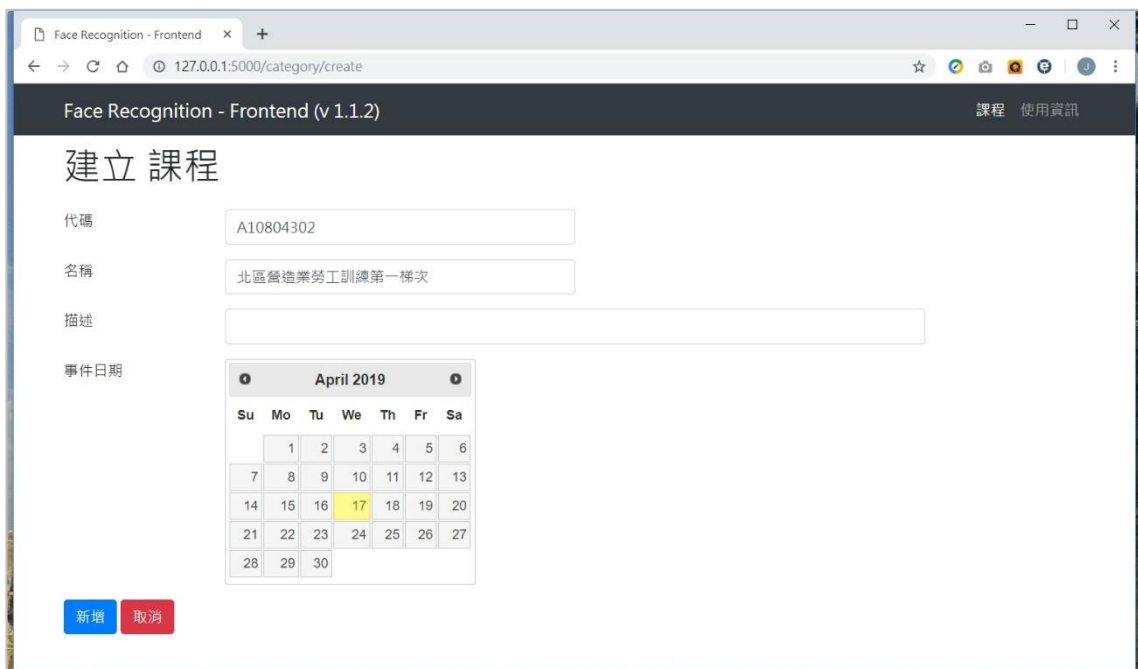 Face Recognition - Frontend
127.0.0.1:5000/category/create
J
Face Recognition - Frontend (v 1.1.2) 課程 使用資訊
建立 課程
代碼 A10804302
名稱 北區營造業勞工訓練第一梯次
描述
事件日期
April 2019
Su Mo Tu We Th Fr Sa
1 2 3 4 5 6
7 8 9 10 11 12 13
14 15 16 17 18 19 20
21 22 23 24 25 26 27
28 29 30
新增 取消